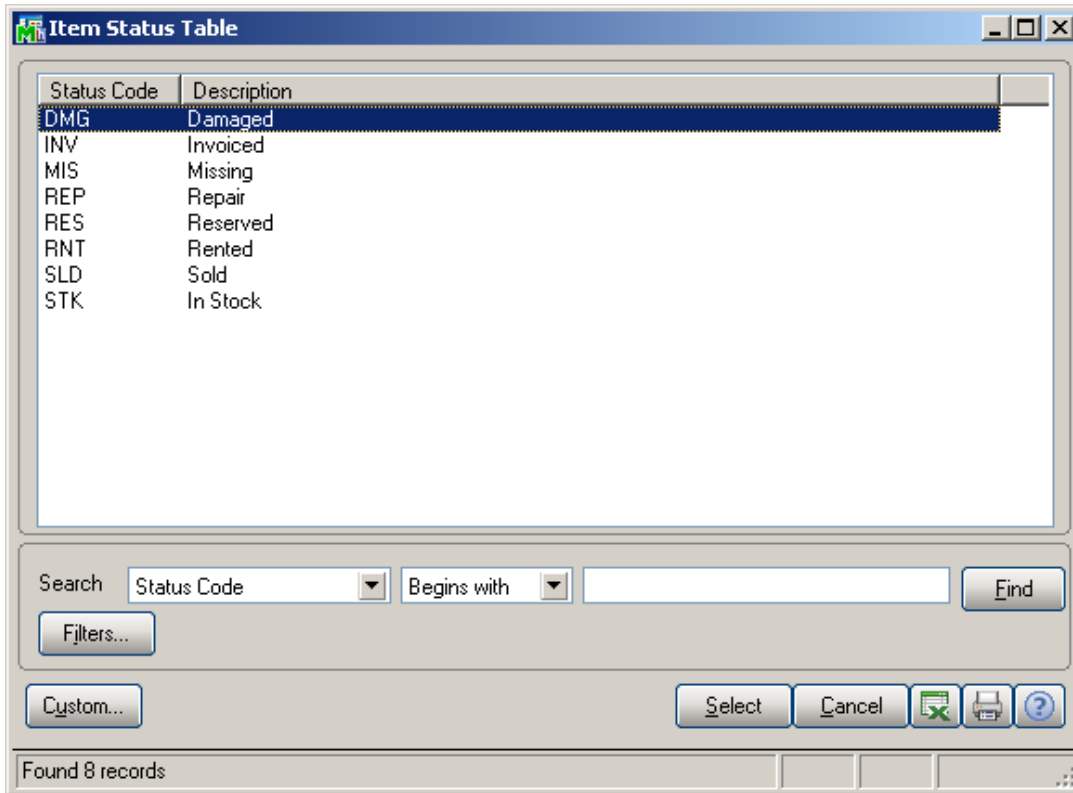 Item Status Table
Status Code Description
DMG Damaged
INV Invoiced
MIS Missing
REP Repair
RES Reserved
RNT Rented
SLD Sold
STK In Stock
Search Status Code Begins with Find
Filters...
Custom... Select Cancel ?
Found 8 records